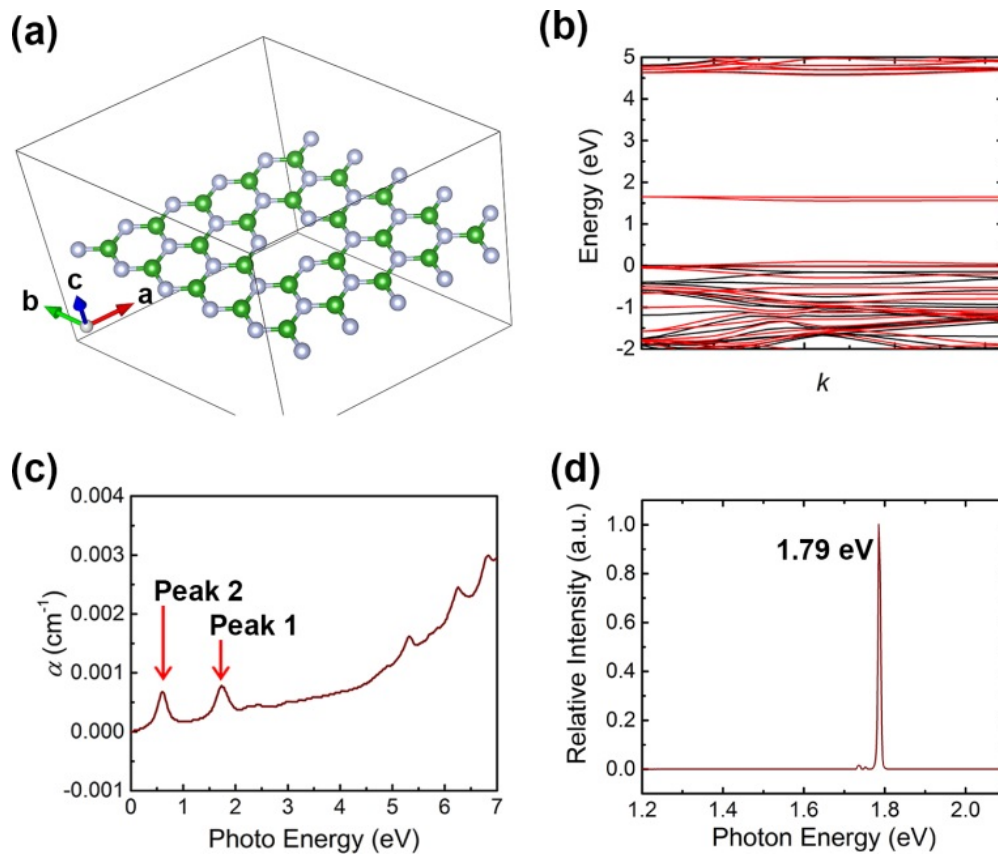 (a)
b
c
a
(b)
Energy (eV)
5
4
3
2
1
0
-1
-2
k
(c)
α (cm⁻¹)
0.004
0.003
0.002
0.001
0.000
-0.001
Peak 2
Peak 1
0 1 2 3 4 5 6 7
Photo Energy (eV)
(d)
Relative Intensity (a.u.)
1.0
0.8
0.6
0.4
0.2
0.0
1.79 eV
1.2 1.4 1.6 1.8 2.0
Photon Energy (eV)